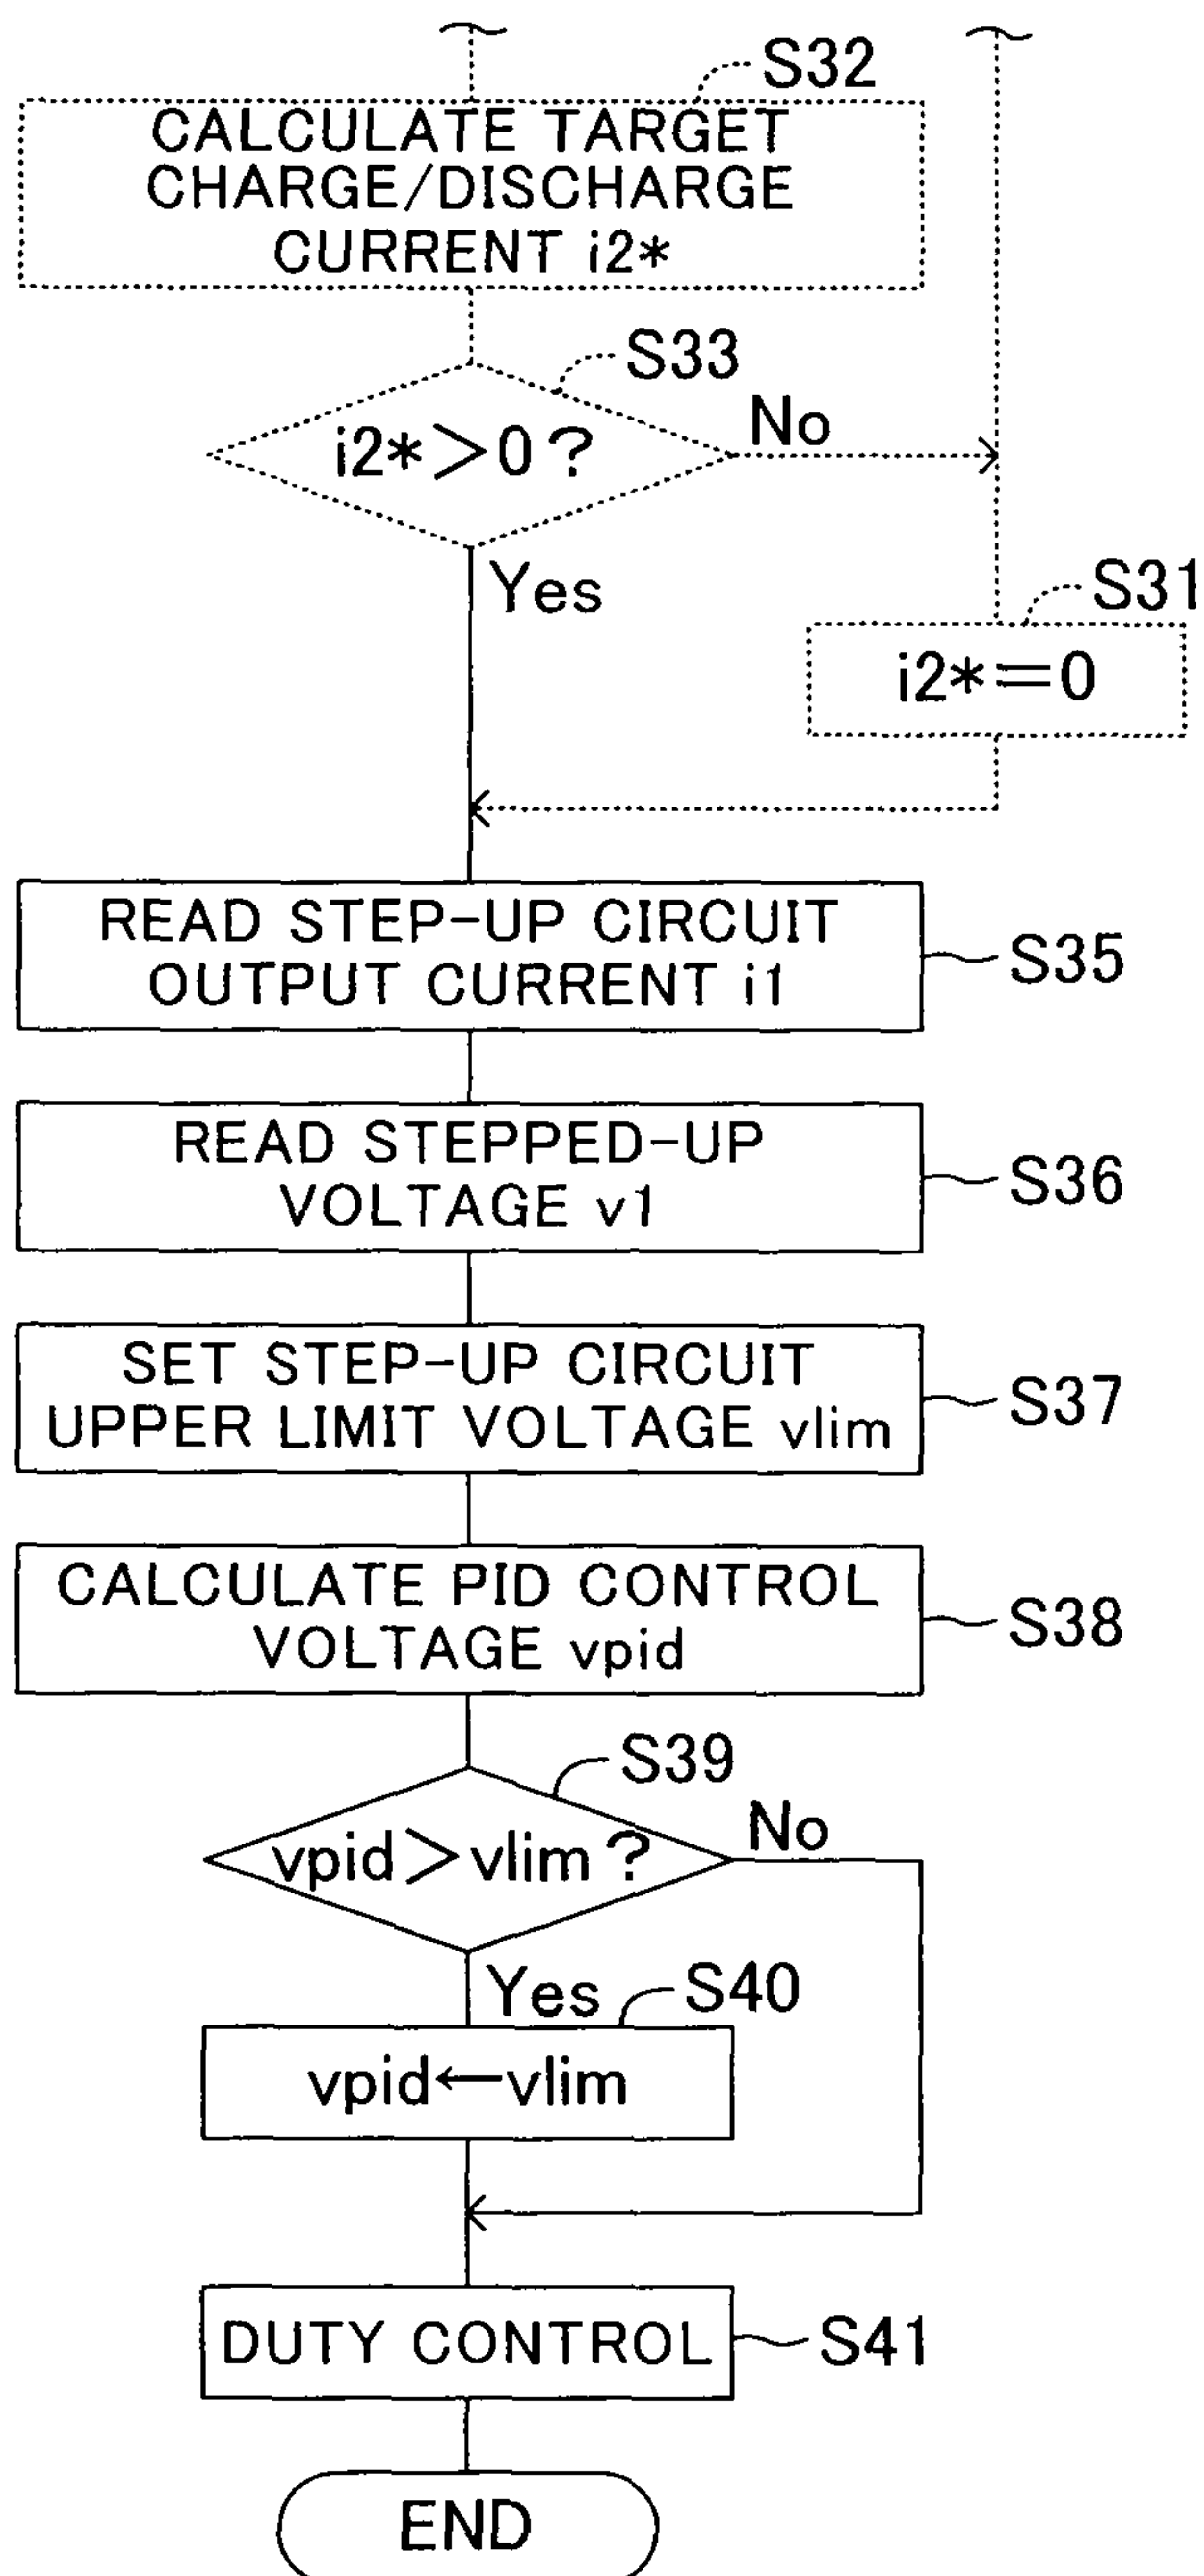 S32
CALCULATE TARGET
CHARGE/DISCHARGE
CURRENT i2*
S33
i2*>0?
No
Yes
S31
i2*=0
READ STEP-UP CIRCUIT
OUTPUT CURRENT i1
S35
READ STEPPED-UP
VOLTAGE v1
S36
SET STEP-UP CIRCUIT
UPPER LIMIT VOLTAGE vlim
S37
CALCULATE PID CONTROL
VOLTAGE vpid
S38
S39
vpid>vlim?
No
Yes
S40
vpid←vlim
DUTY CONTROL
S41
END